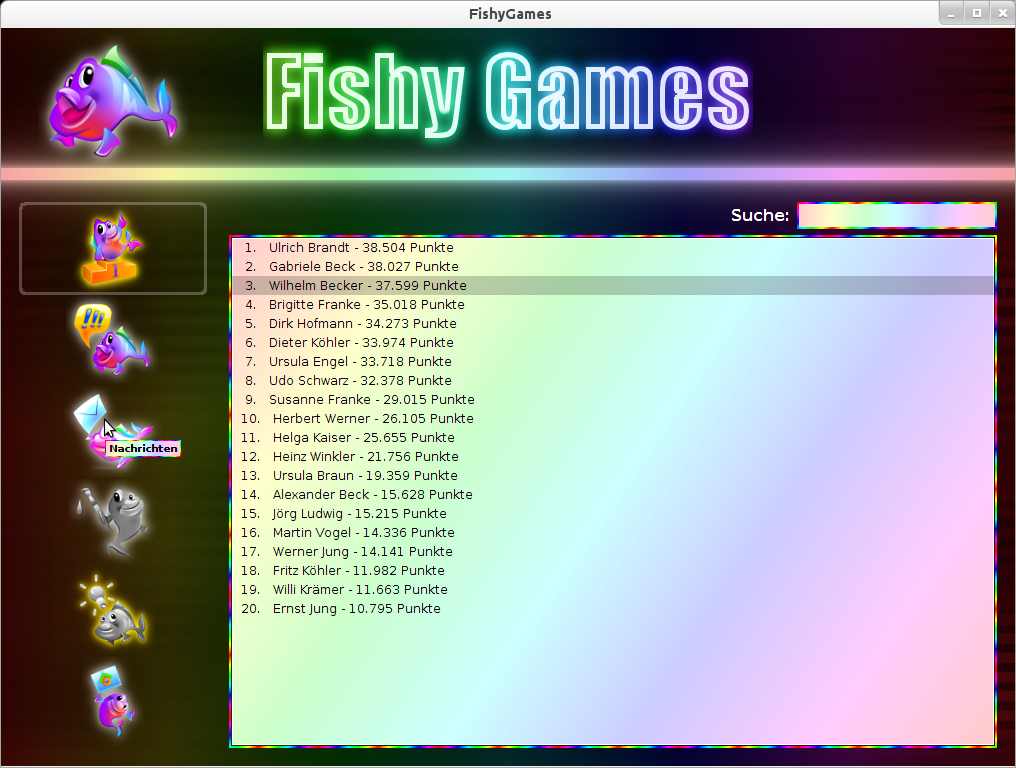 FishyGames
Fishy Games
Suche:
1. Ulrich Brandt - 38.504 Punkte
2. Gabriele Beck - 38.027 Punkte
3. Wilhelm Becker - 37.599 Punkte
4. Brigitte Franke - 35.018 Punkte
5. Dirk Hofmann - 34.273 Punkte
6. Dieter Köhler - 33.974 Punkte
7. Ursula Engel - 33.718 Punkte
8. Udo Schwarz - 32.378 Punkte
9. Susanne Franke - 29.015 Punkte
10. Herbert Werner - 26.105 Punkte
11. Helga Kaiser - 25.655 Punkte
12. Heinz Winkler - 21.756 Punkte
13. Ursula Braun - 19.359 Punkte
14. Alexander Beck - 15.628 Punkte
15. Jörg Ludwig - 15.215 Punkte
16. Martin Vogel - 14.336 Punkte
17. Werner Jung - 14.141 Punkte
18. Fritz Köhler - 11.982 Punkte
19. Willi Krämer - 11.663 Punkte
20. Ernst Jung - 10.795 Punkte
1
!!!
Nachrichten